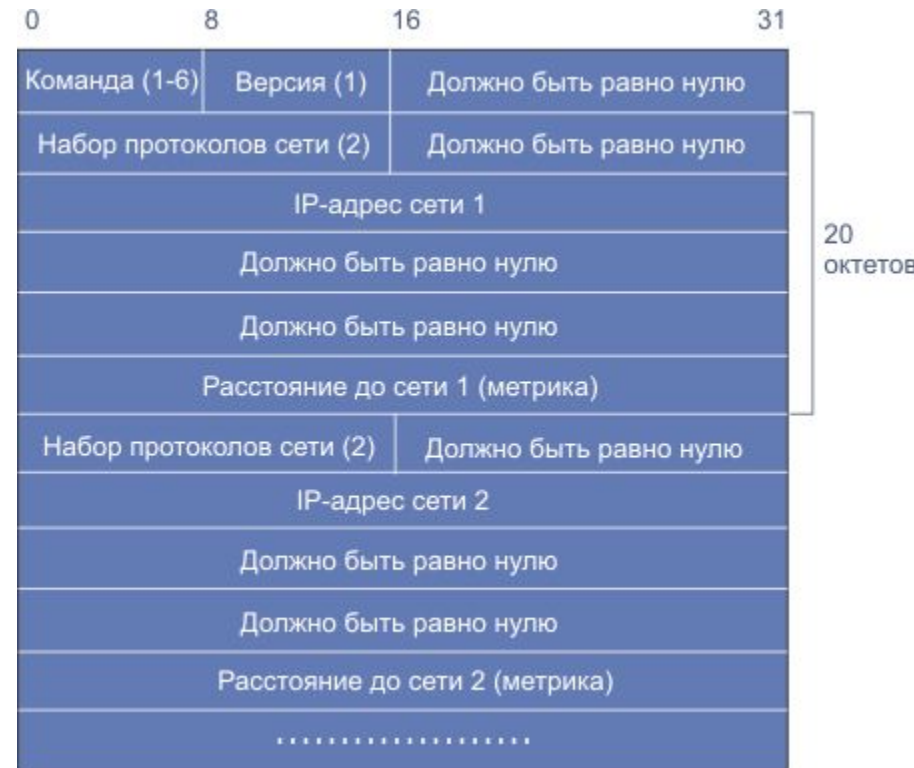 0 8 16 31
Команда (1-6) Версия (1) Должно быть равно нулю
Набор протоколов сети (2) Должно быть равно нулю
IP-адрес сети 1
20
октетов
Должно быть равно нулю
Должно быть равно нулю
Расстояние до сети 1 (метрика)
Набор протоколов сети (2) Должно быть равно нулю
IP-адрес сети 2
Должно быть равно нулю
Должно быть равно нулю
Расстояние до сети 2 (метрика)
....................